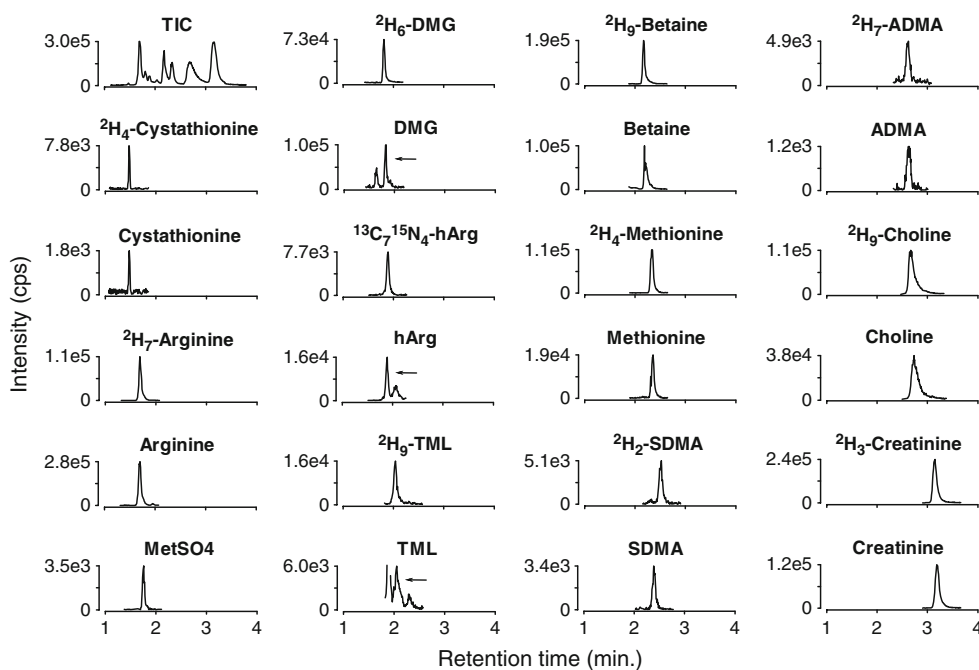 TIC
3.0e5
0
²H₆-DMG
7.3e4
0
²H₉-Betaine
1.9e5
0
²H₇-ADMA
4.9e3
0
²H₄-Cystathionine
7.8e3
0
DMG
1.0e5
0
Betaine
1.0e5
0
ADMA
1.2e3
0
Cystathionine
1.8e3
0
¹³C₇¹⁵N₄-hArg
7.7e3
0
²H₄-Methionine
1.1e5
0
²H₉-Choline
1.1e5
0
²H₇-Arginine
1.1e5
0
hArg
1.6e4
0
Methionine
1.9e4
0
Choline
3.8e4
0
Arginine
2.8e5
0
²H₉-TML
1.6e4
0
²H₂-SDMA
5.1e3
0
²H₃-Creatinine
2.4e5
0
MetSO4
3.5e3
0
1 2 3 4
TML
6.0e3
0
1 2 3 4
SDMA
3.4e3
0
1 2 3 4
Creatinine
1.2e5
0
1 2 3 4
Intensity (cps)
Retention time (min.)